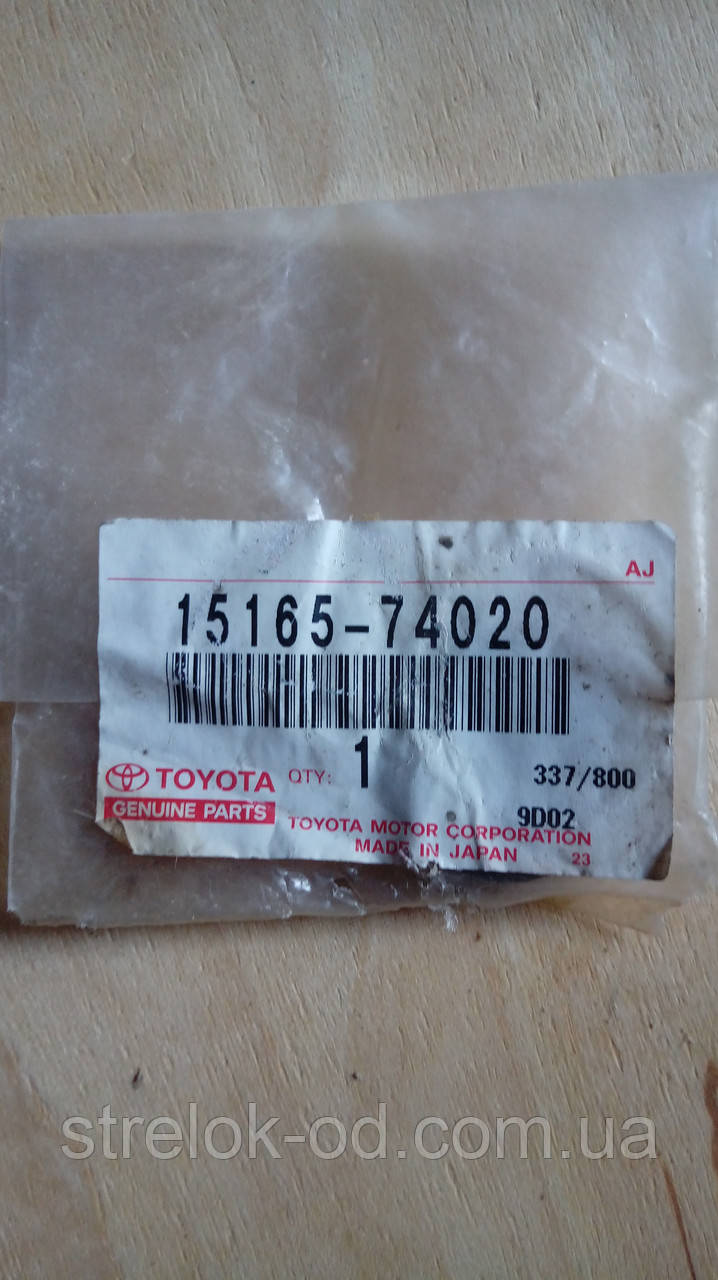 AJ
15165-74020
TOYOTA QTY: 1 337/800
GENUINE PARTS 9D02
TOYOTA MOTOR CORPORATION
MADE IN JAPAN 23
strelok-od.com.ua